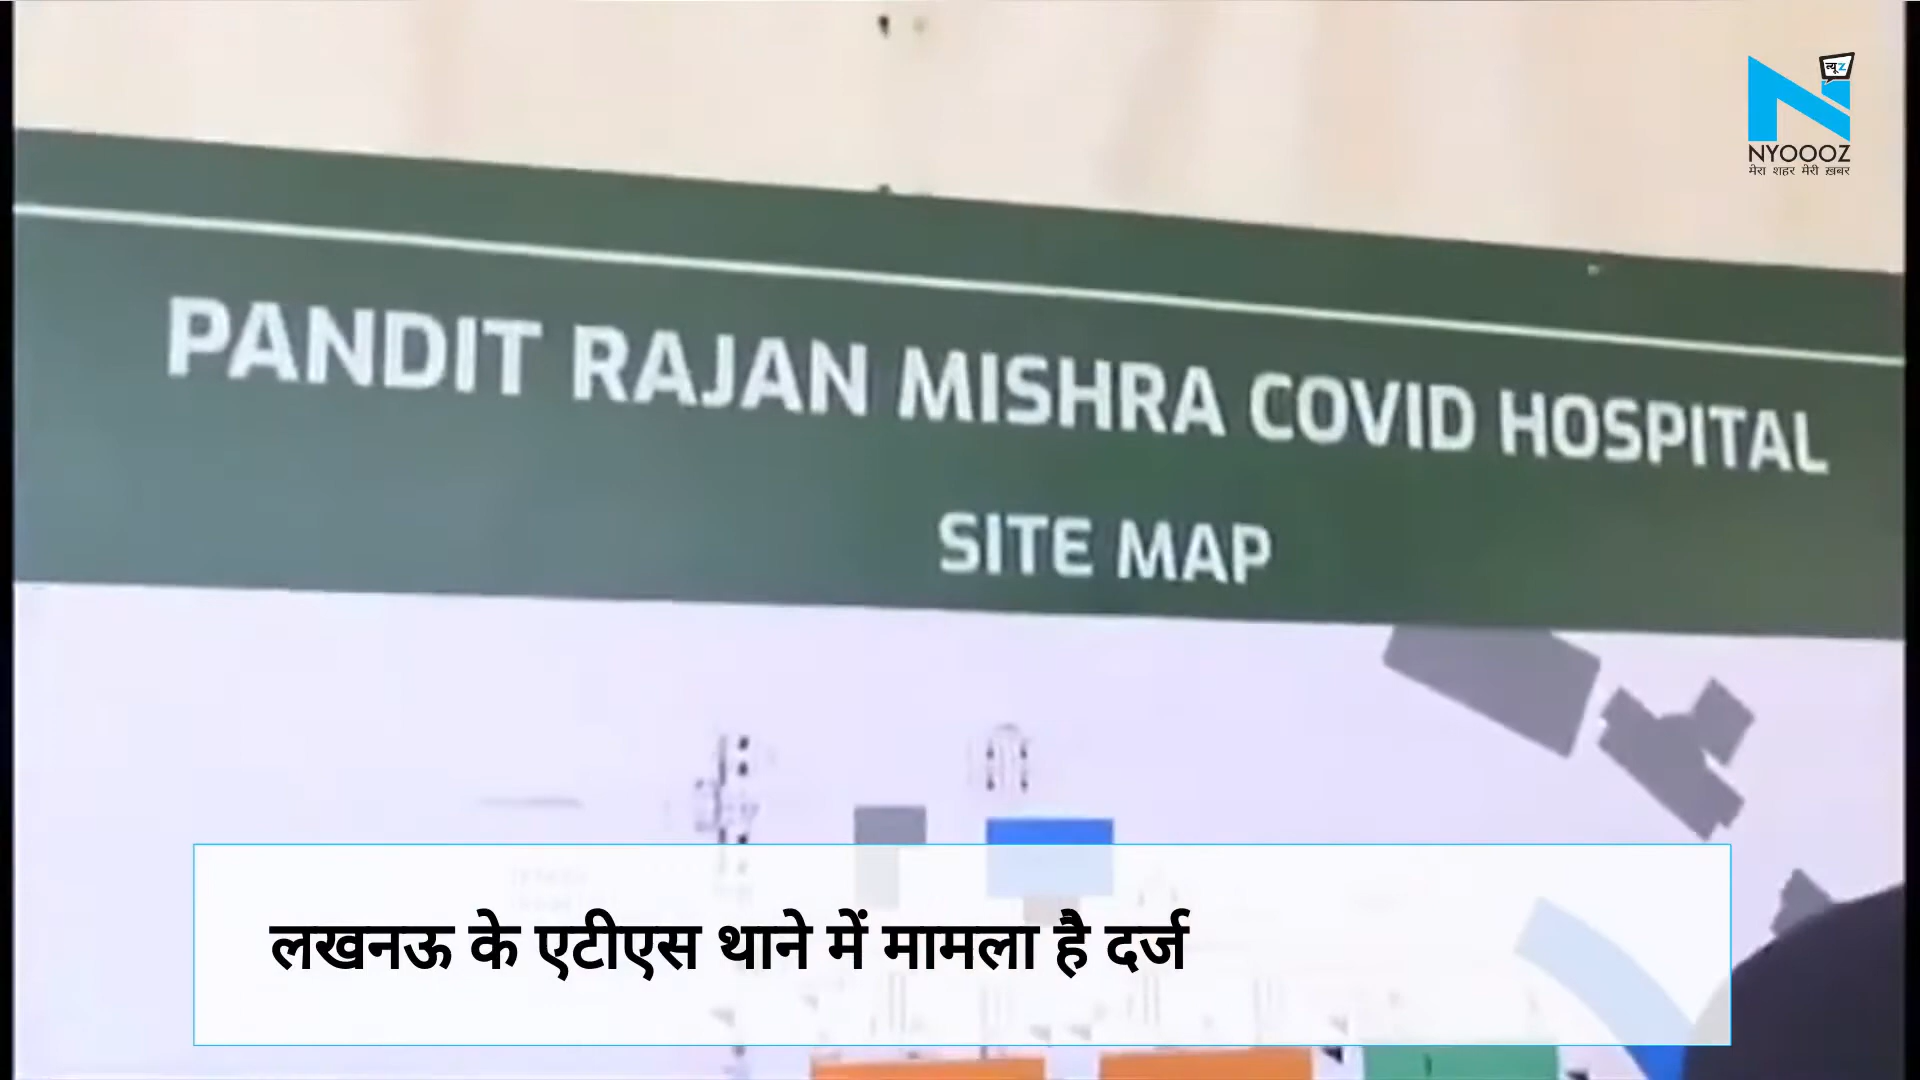 न्यूz
NYOOOZ
मेरा शहर मेरी ख़बर
PANDIT RAJAN MISHRA COVID HOSPITAL
SITE MAP
लखनऊ के एटीएस थाने में मामला है दर्ज